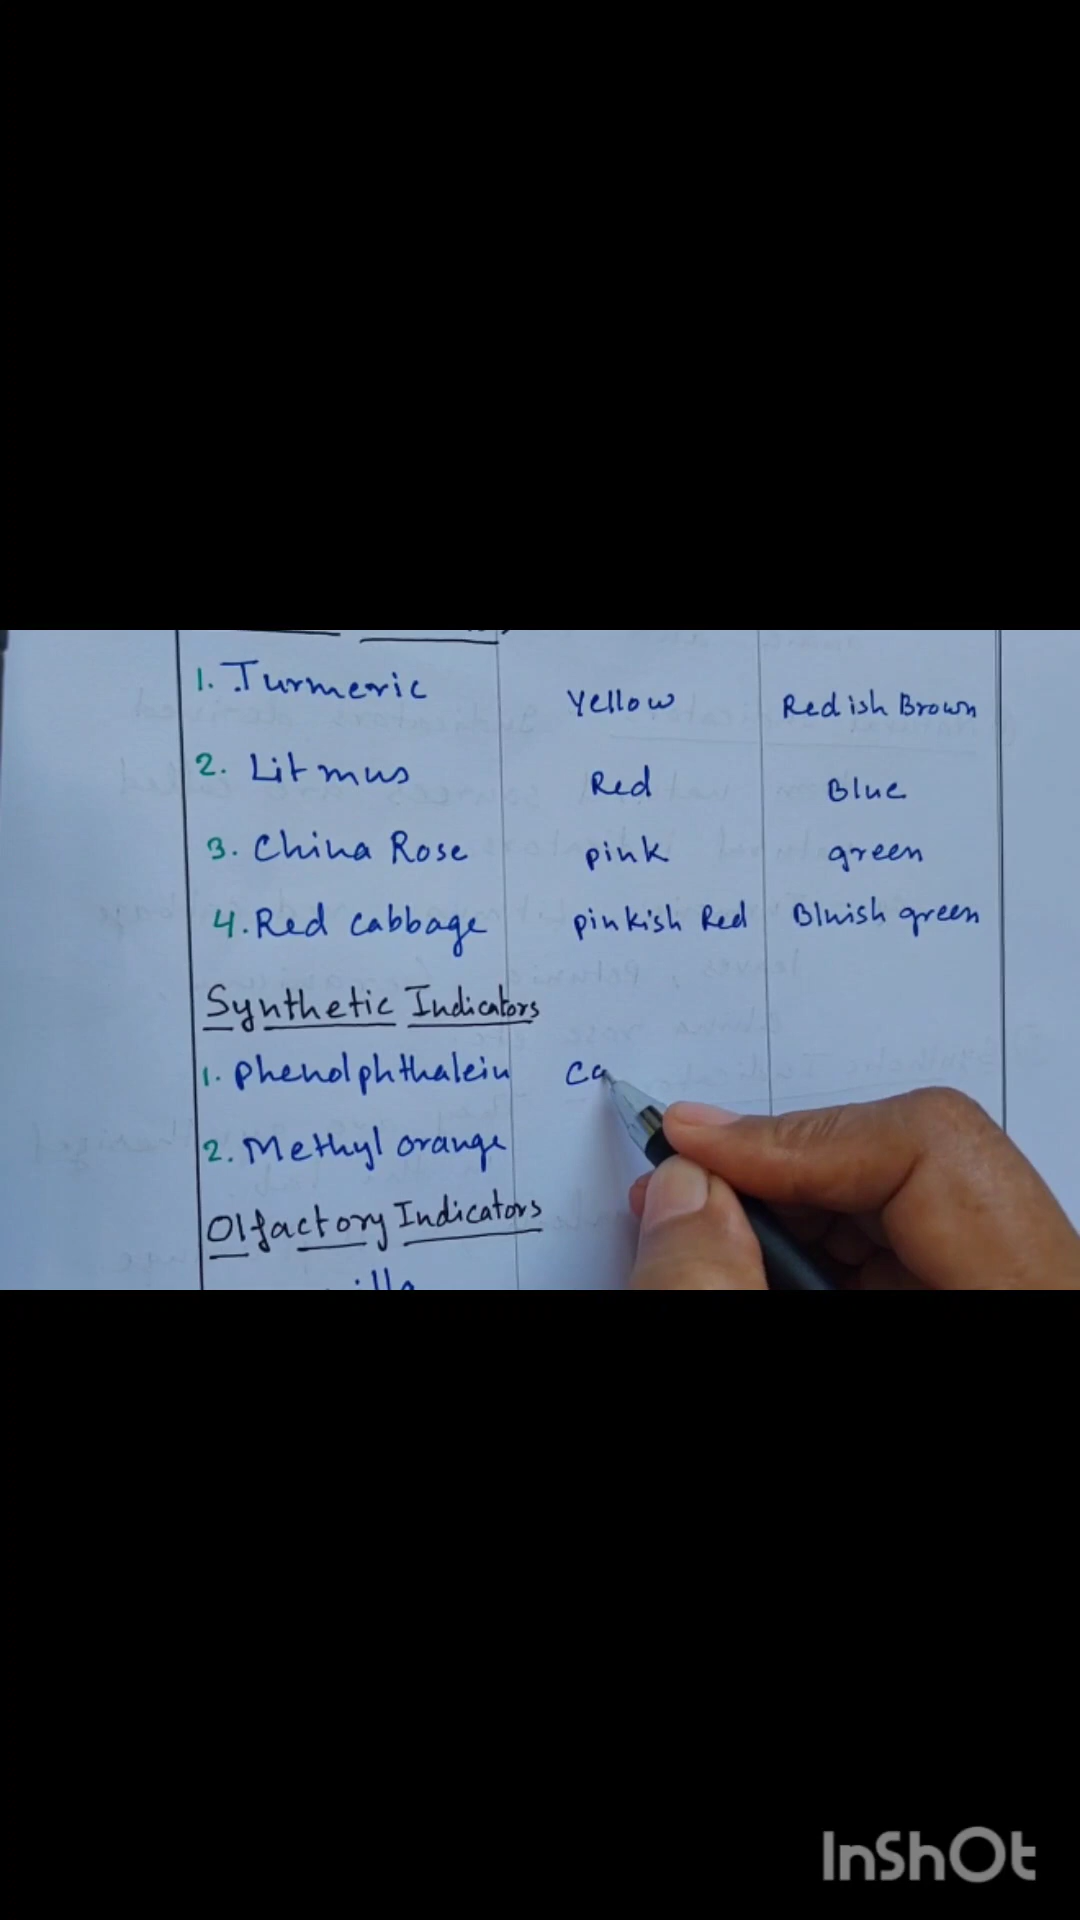 1. Turmeric Yellow Redish Brown
2. Litmus Red Blue
3. China Rose pink green
4. Red cabbage pinkish Red Bluish green
Synthetic Indicators
1. Phenolphthalein Co
2. Methyl orange
Olfactory Indicators
InShOt